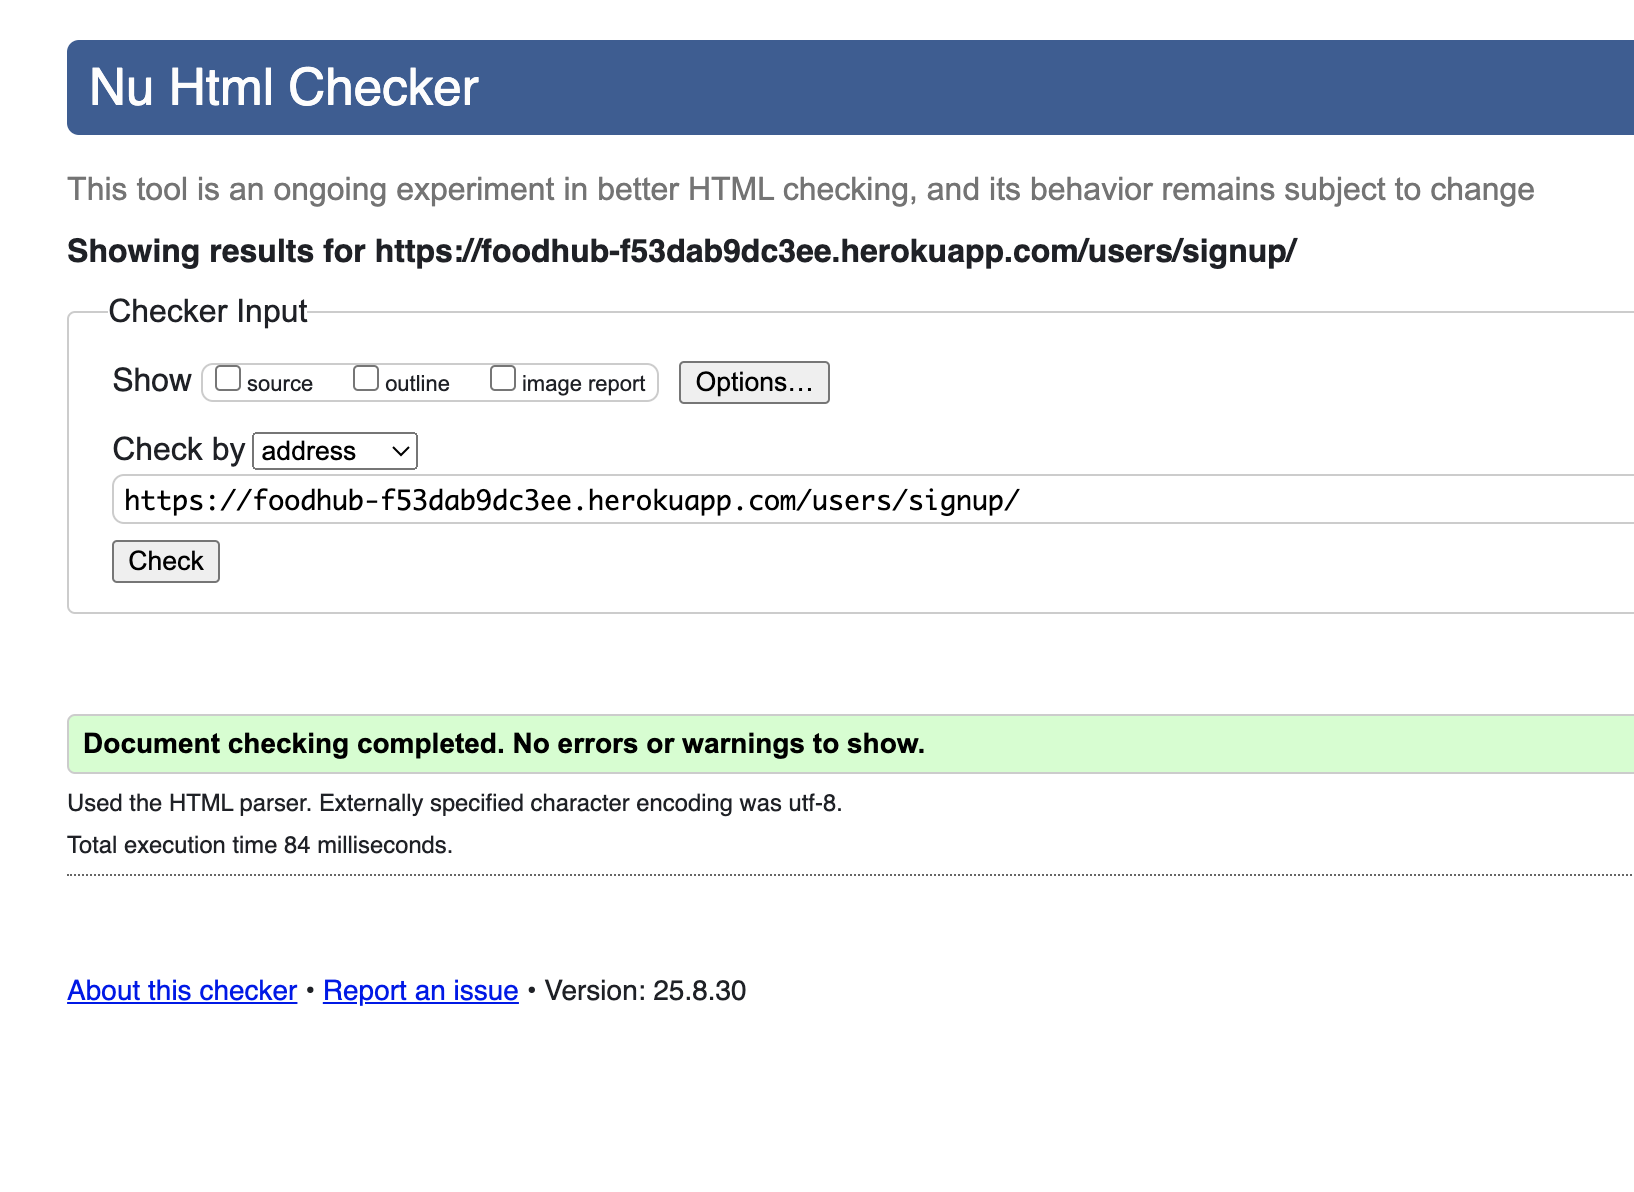 Nu Html Checker
This tool is an ongoing experiment in better HTML checking, and its behavior remains subject to change
Showing results for https://foodhub-f53dab9dc3ee.herokuapp.com/users/signup/
Checker Input
Show source outline image report Options…
Check by address
https://foodhub-f53dab9dc3ee.herokuapp.com/users/signup/
Check
Document checking completed. No errors or warnings to show.
Used the HTML parser. Externally specified character encoding was utf-8.
Total execution time 84 milliseconds.
About this checker • Report an issue • Version: 25.8.30